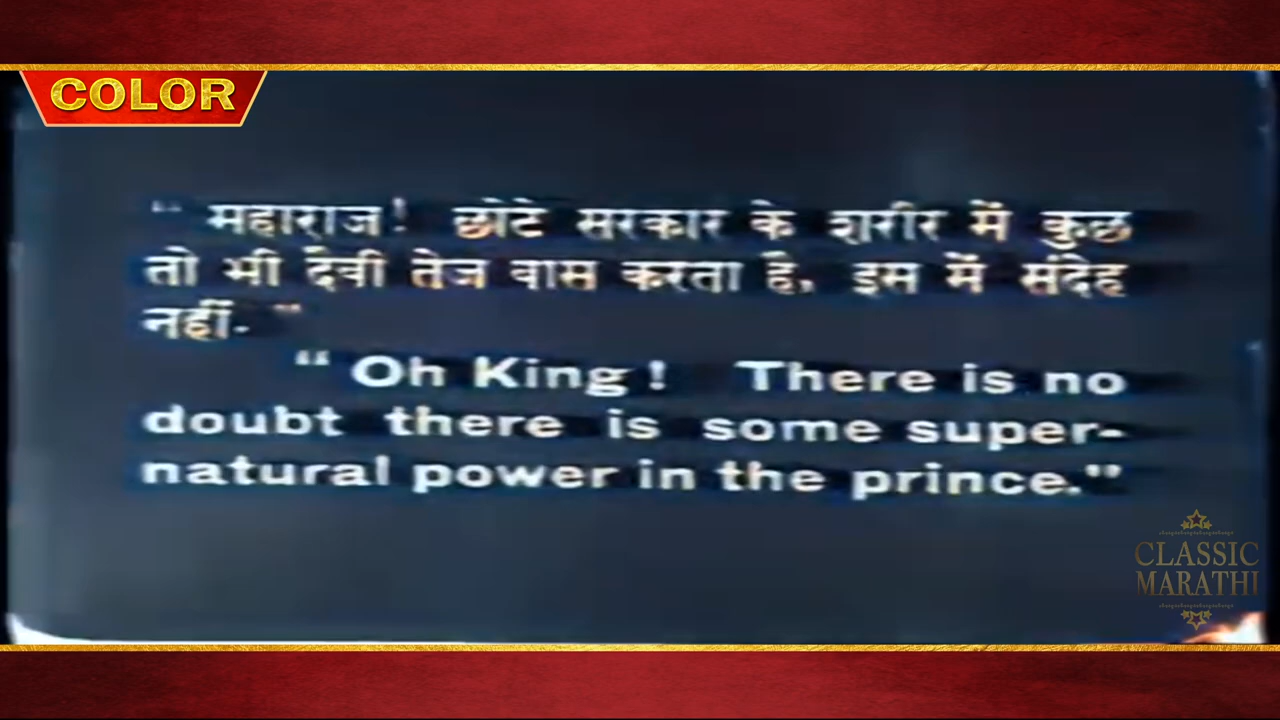 COLOR
“ महाराज! छोटे सरकार के शरीर में कुछ
तो भी देवी तेज वास करता है, इस में संदेह
नहीं. ”
“ Oh King ! There is no
doubt there is some super-
natural power in the prince.”
CLASSIC
MARATHI